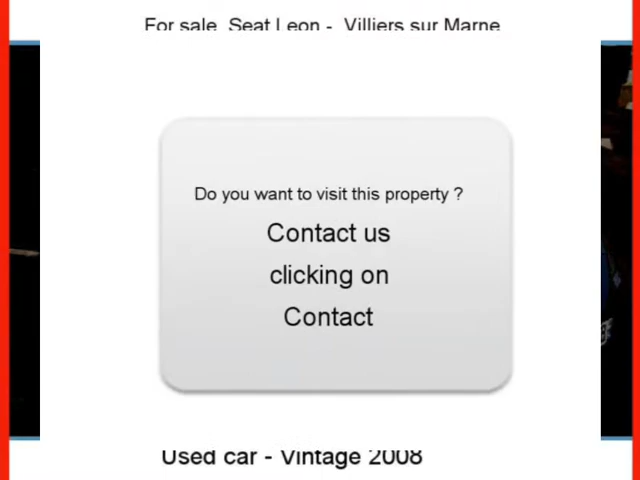 For sale Seat Leon - Villiers sur Marne
Do you want to visit this property ?
Contact us
clicking on
Contact
Used car - Vintage 2008